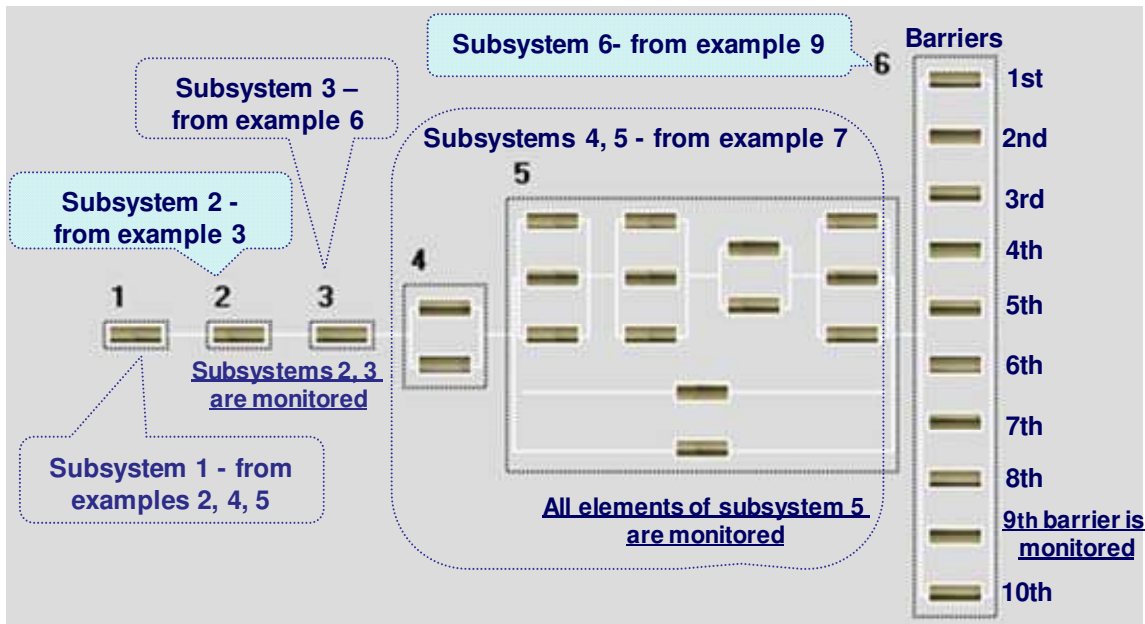 Subsystem 6- from example 9
Barriers
6
1st
Subsystem 3 –
from example 6
Subsystems 4, 5 - from example 7
2nd
5
3rd
Subsystem 2 -
from example 3
4
4th
1
2
3
5th
Subsystems 2, 3
are monitored
6th
7th
Subsystem 1 - from
examples 2, 4, 5
8th
All elements of subsystem 5
are monitored
9th barrier is
monitored
10th